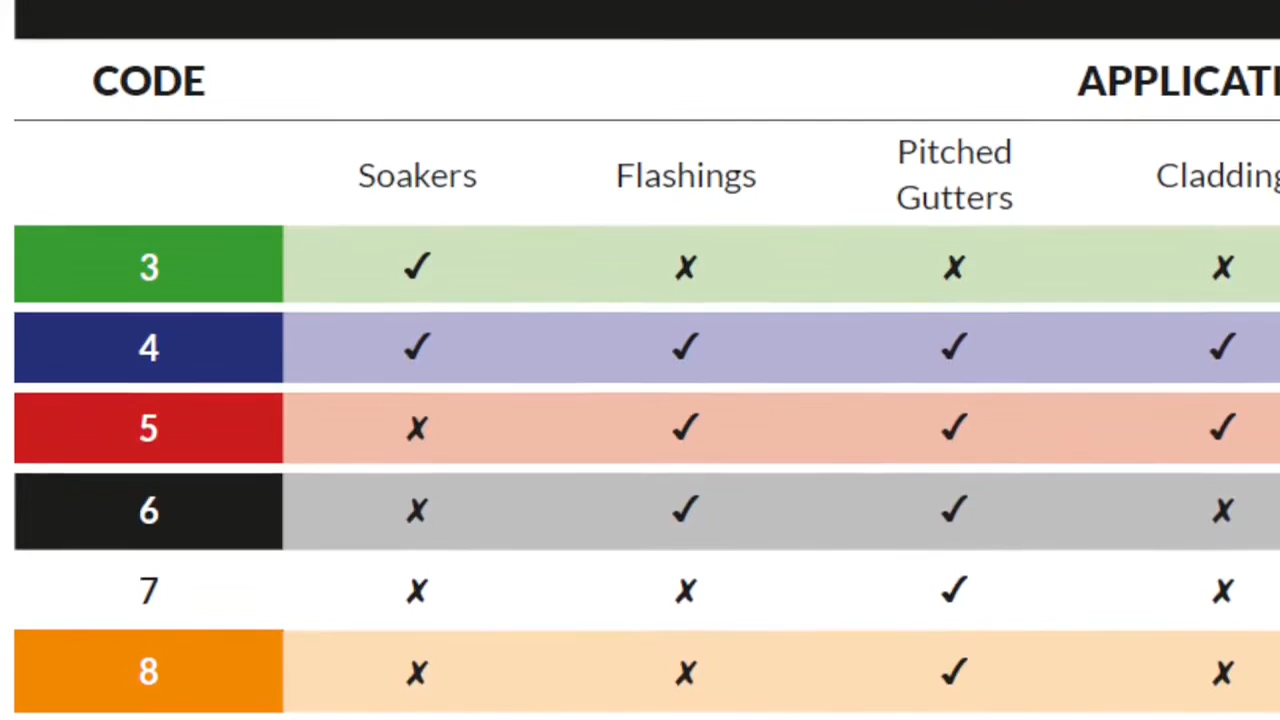 CODE APPLICATI
Soakers Flashings Pitched Gutters Cladding
3 ✓ ✗ ✗ ✗
4 ✓ ✓ ✓ ✓
5 ✗ ✓ ✓ ✓
6 ✗ ✓ ✓ ✗
7 ✗ ✗ ✓ ✗
8 ✗ ✗ ✓ ✗